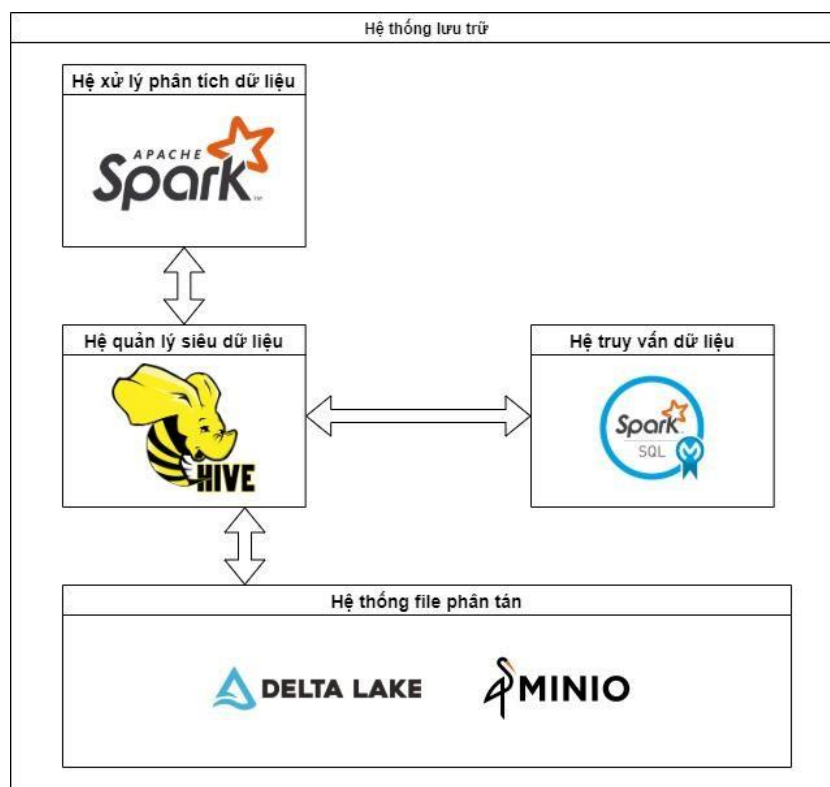 Hệ thống lưu trữ
Hệ xử lý phân tích dữ liệu
APACHE
Spark
TM
Hệ quản lý siêu dữ liệu
HIVE
Hệ truy vấn dữ liệu
Spark
SQL
Hệ thống file phân tán
DELTA LAKE
MINIO